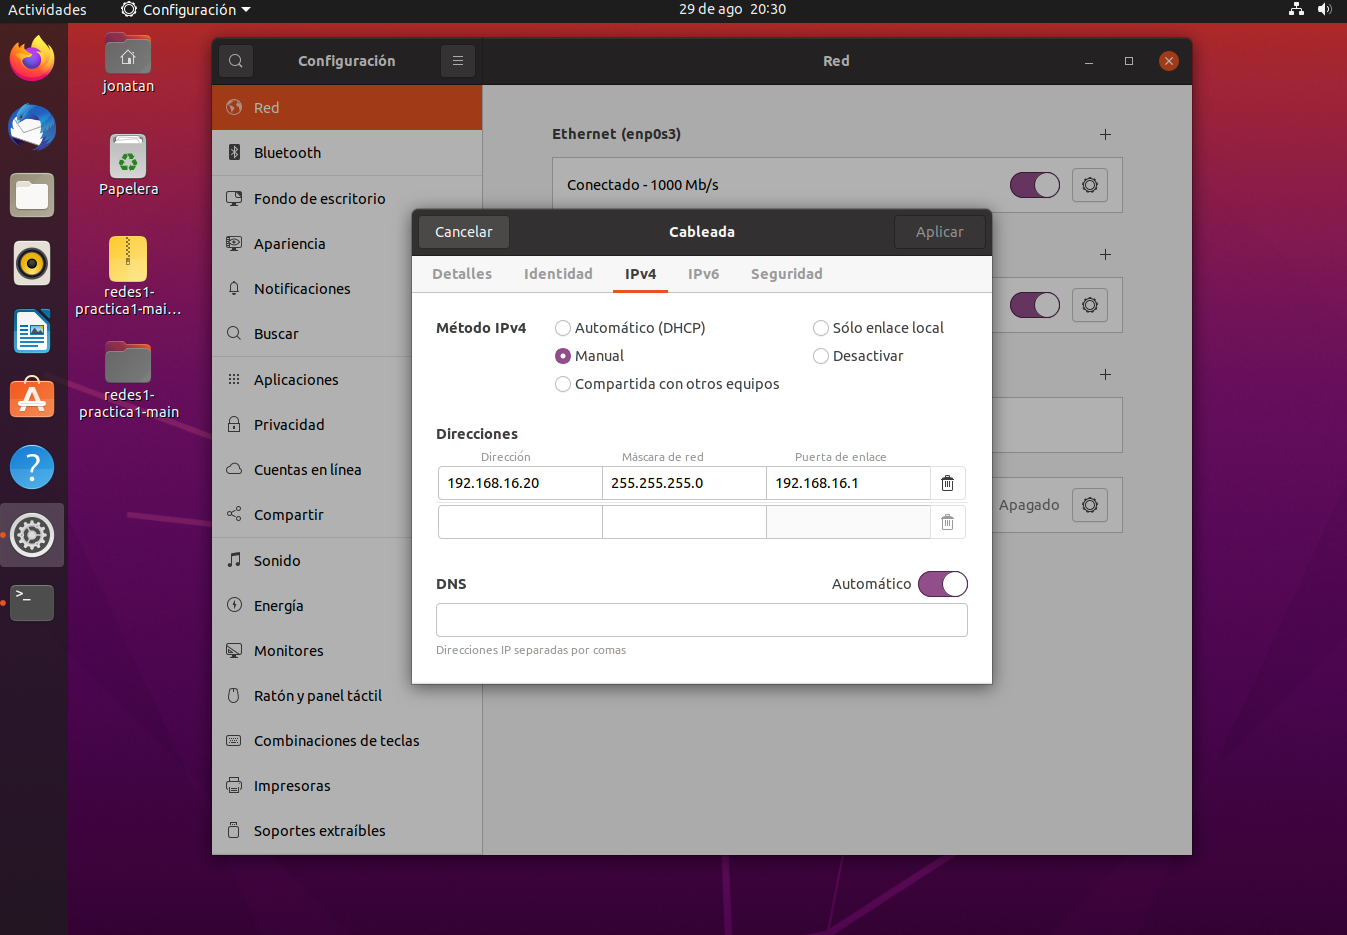 Actividades
Configuración
29 de ago 20:30
jonatan
Papelera
redes1-
practica1-mai...
redes1-
practica1-main
Configuración
Red
Red
Bluetooth
Fondo de escritorio
Apariencia
Notificaciones
Buscar
Aplicaciones
Privacidad
Cuentas en línea
Compartir
Sonido
Energía
Monitores
Ratón y panel táctil
Combinaciones de teclas
Impresoras
Soportes extraíbles
Ethernet (enp0s3)
Conectado - 1000 Mb/s
Apagado
Cancelar
Cableada
Aplicar
Detalles Identidad IPv4 IPv6 Seguridad
Método IPv4
Automático (DHCP)
Sólo enlace local
Manual
Desactivar
Compartida con otros equipos
Direcciones
Dirección Máscara de red Puerta de enlace
192.168.16.20 255.255.255.0 192.168.16.1
DNS
Automático
Direcciones IP separadas por comas